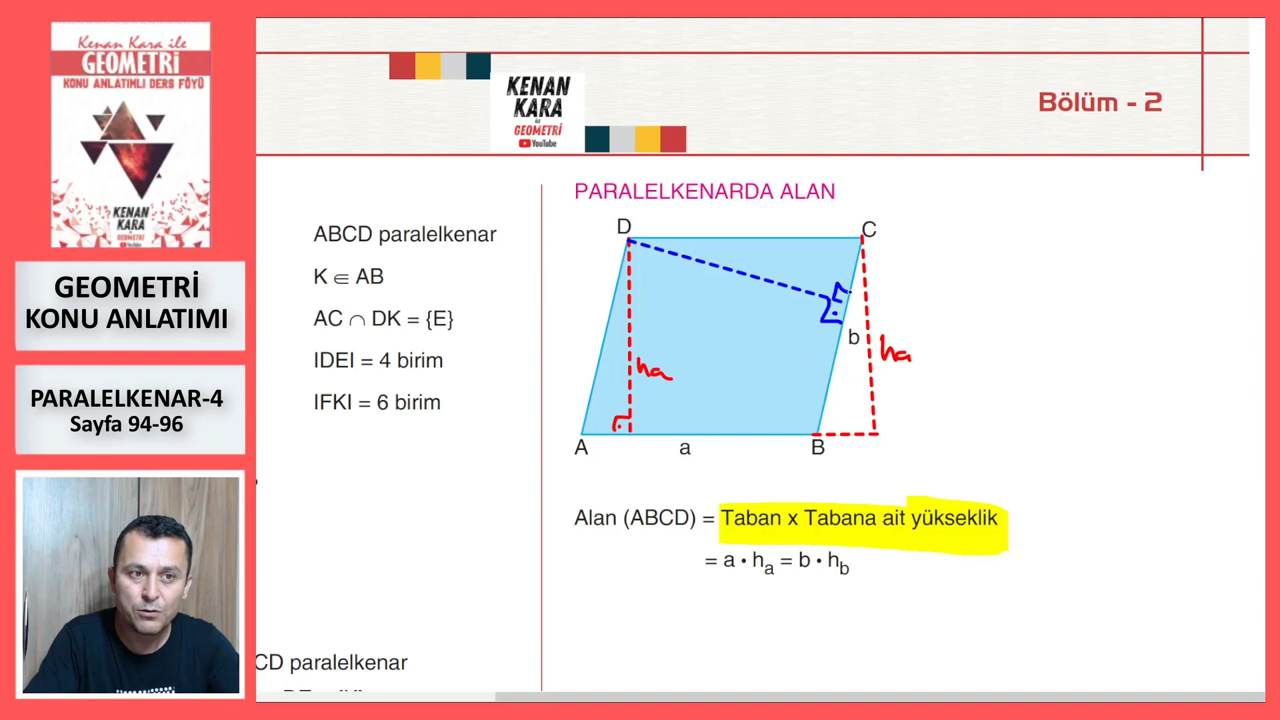 Kenan Kara ile
GEOMETRİ
KONU ANLATIMLI DERS FÖYÜ
KENAN
KARA
GEOMETRİ
KONU ANLATIMI
PARALELKENAR-4
Sayfa 94-96
KENAN
KARA
ile
GEOMETRİ
YouTube
Bölüm - 2
ABCD paralelkenar
K ∈ AB
AC ∩ DK = {E}
IDEI = 4 birim
IFKI = 6 birim
CD paralelkenar
PARALELKENARDA ALAN
D
C
b
ha
ha
A
a
B
Alan (ABCD) = Taban x Tabana ait yükseklik
= a • ha = b • hb